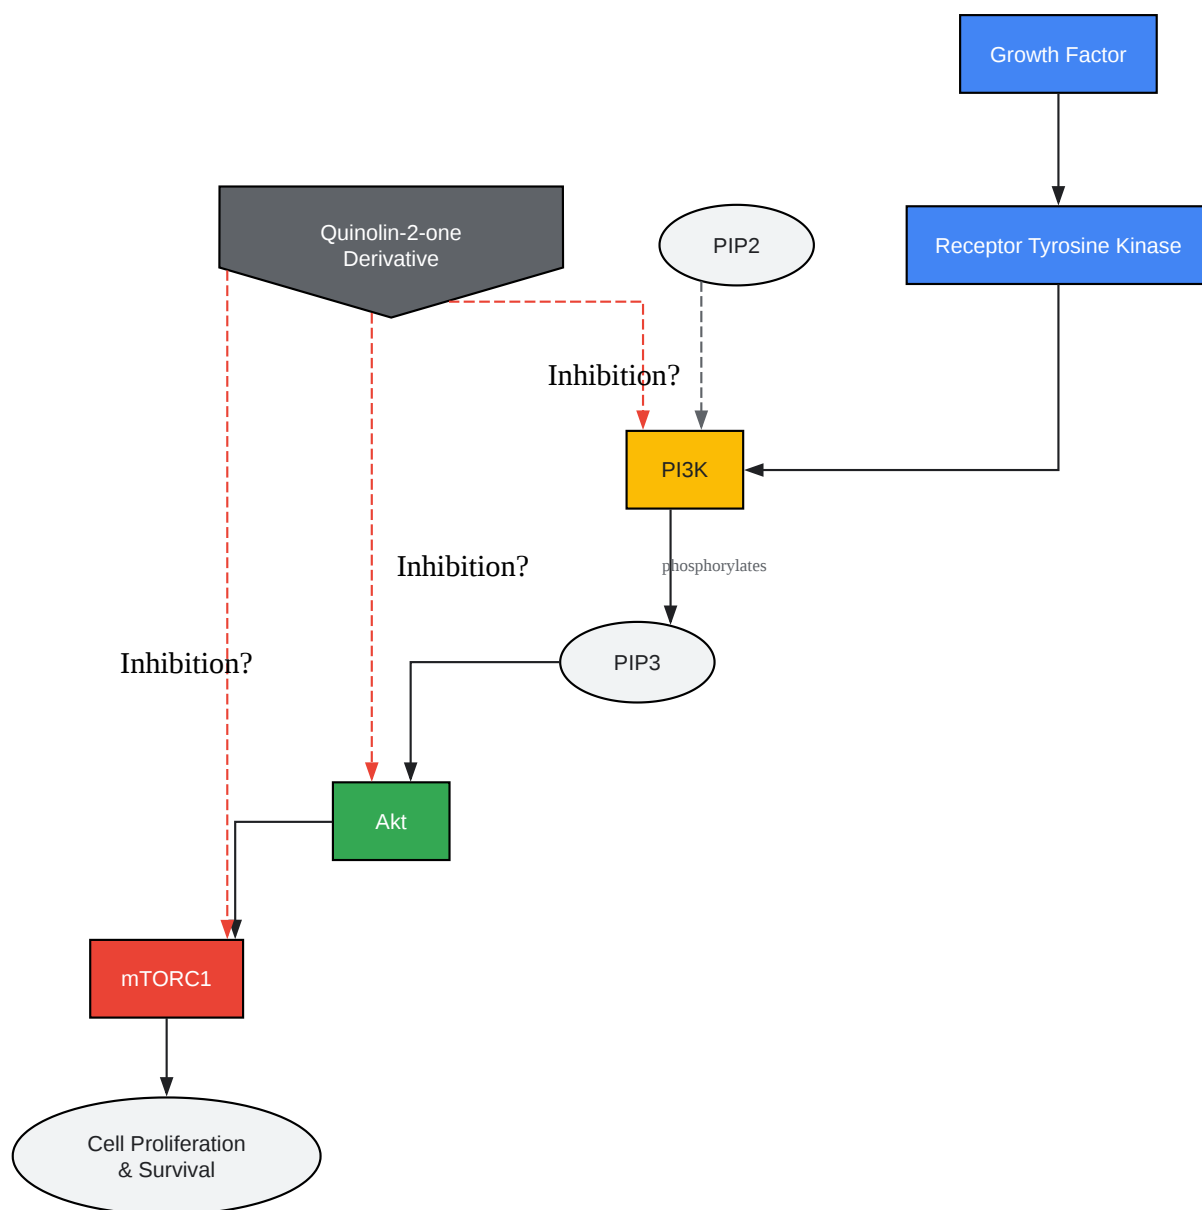 Growth Factor
Quinolin-2-one
Derivative
PIP2
Receptor Tyrosine Kinase
Inhibition?
PI3K
Inhibition?
phosphorylates
Inhibition?
PIP3
Akt
mTORC1
Cell Proliferation
& Survival